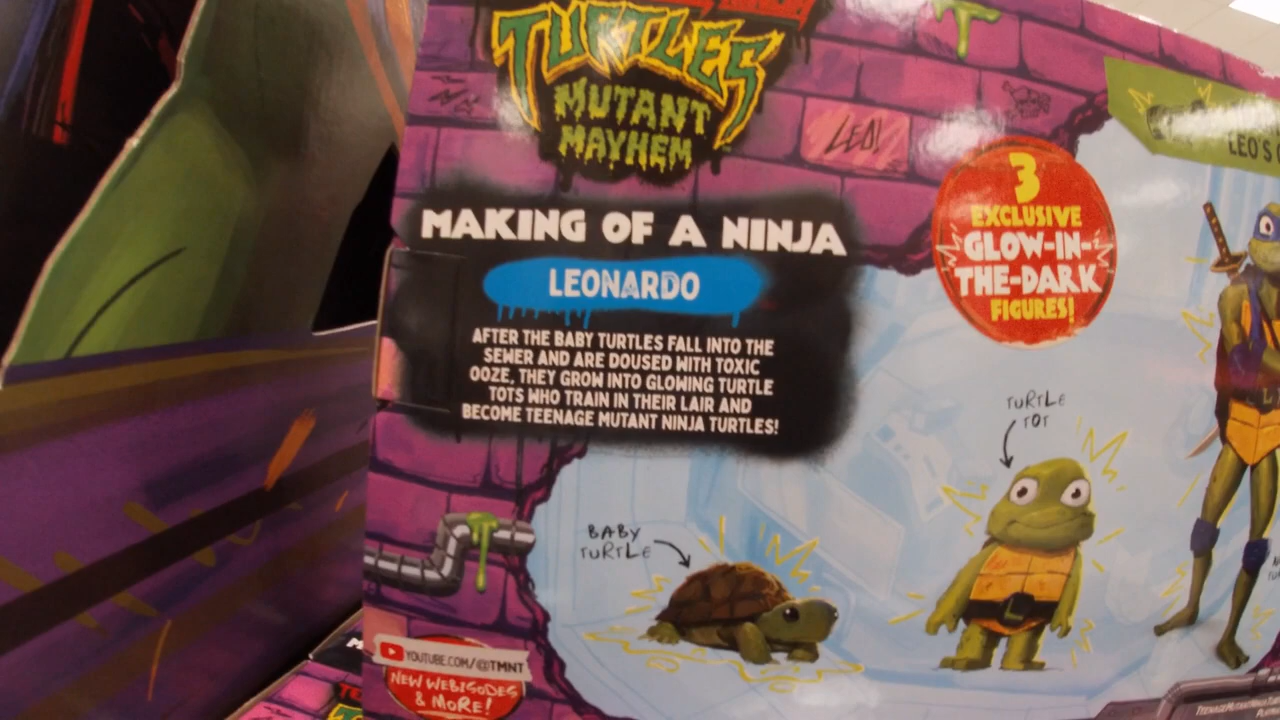 TURTLES
MUTANT
MAYHEM
LEO!
MAKING OF A NINJA
LEONARDO
AFTER THE BABY TURTLES FALL INTO THE
SEWER AND ARE DOUSED WITH TOXIC
OOZE, THEY GROW INTO GLOWING TURTLE
TOTS WHO TRAIN IN THEIR LAIR AND
BECOME TEENAGE MUTANT NINJA TURTLES!
3
EXCLUSIVE
GLOW-IN-
THE-DARK
FIGURES!
LEO'S
TURTLE
TOT
BABY
TURTLE
YOUTUBE.COM/@TMNT
NEW WEBISODES
& MORE!